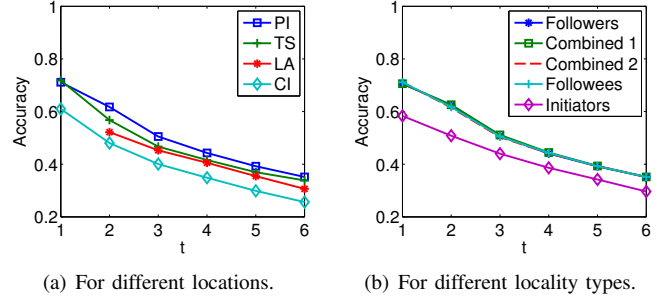 1
0.8
0.6
0.4
0.2
Accuracy
1 2 3 4 5 6
t
PI
TS
LA
CI
(a) For different locations.
1
0.8
0.6
0.4
0.2
Accuracy
1 2 3 4 5 6
t
Followers
Combined 1
Combined 2
Followees
Initiators
(b) For different locality types.